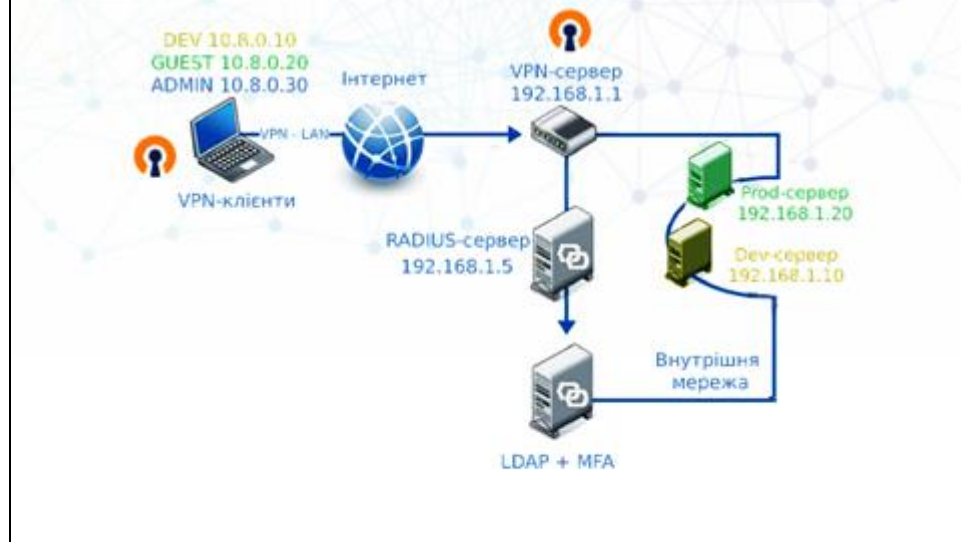 DEV 10.8.0.10
GUEST 10.8.0.20
ADMIN 10.8.0.30
Інтернет
VPN-сервер
192.168.1.1
VPN - LAN
VPN-клієнти
Prod-сервер
192.168.1.20
RADIUS-сервер
192.168.1.5
Dev-сервер
192.168.1.10
Внутрішня
мережа
LDAP + MFA